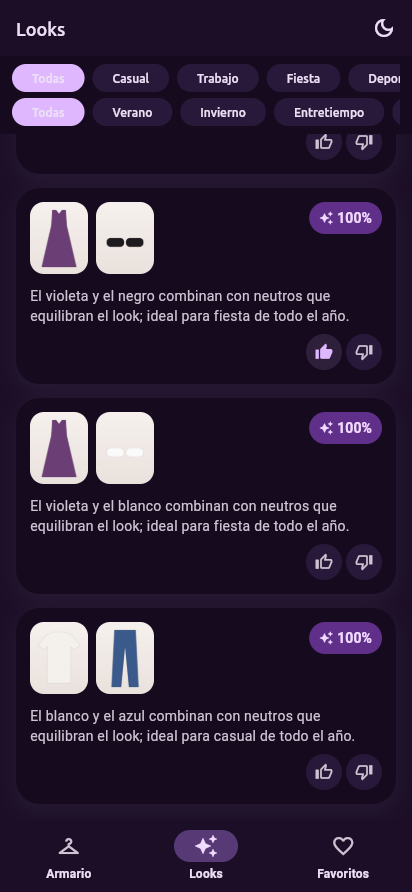 Looks
Todas Casual Trabajo Fiesta Depor
Todas Verano Invierno Entretiempo
100%
El violeta y el negro combinan con neutros que
equilibran el look; ideal para fiesta de todo el año.
100%
El violeta y el blanco combinan con neutros que
equilibran el look; ideal para fiesta de todo el año.
100%
El blanco y el azul combinan con neutros que
equilibran el look; ideal para casual de todo el año.
Armario Looks Favoritos